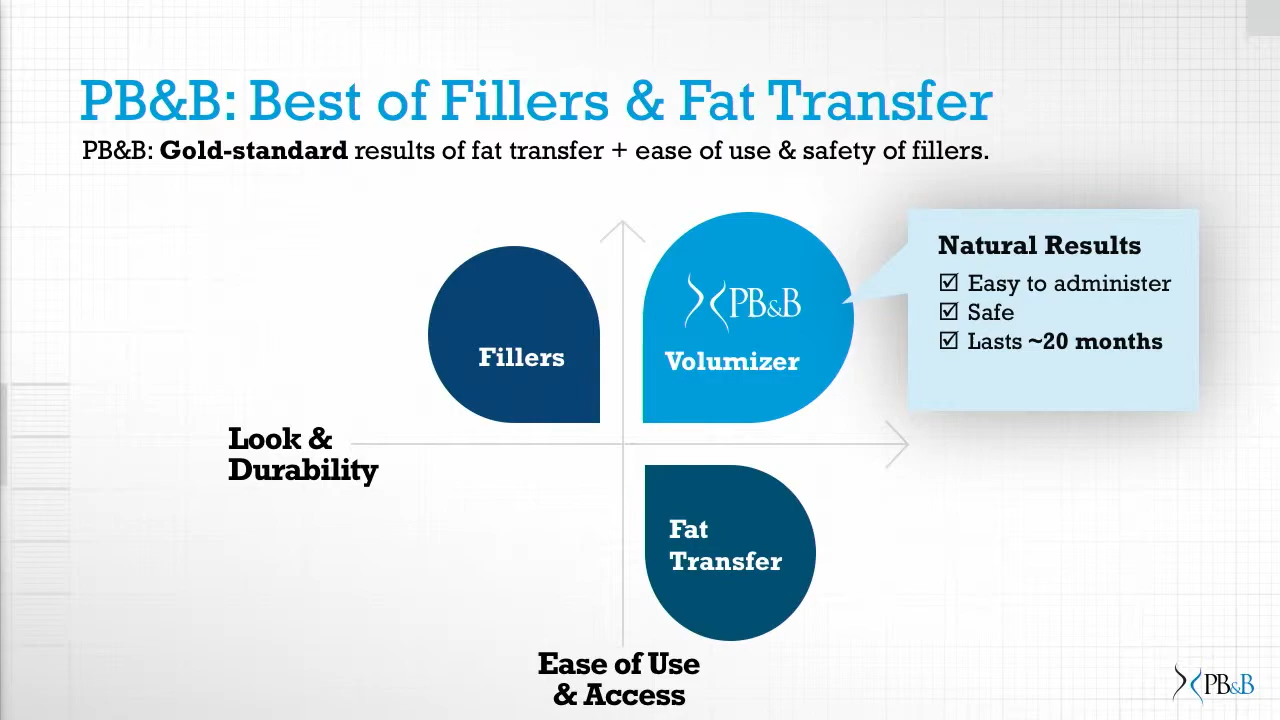 PB&B: Best of Fillers & Fat Transfer
PB&B: Gold-standard results of fat transfer + ease of use & safety of fillers.
Fillers
PB&B
Volumizer
Natural Results
☑ Easy to administer
☑ Safe
☑ Lasts ~20 months
Look &
Durability
Fat
Transfer
Ease of Use
& Access
PB&B